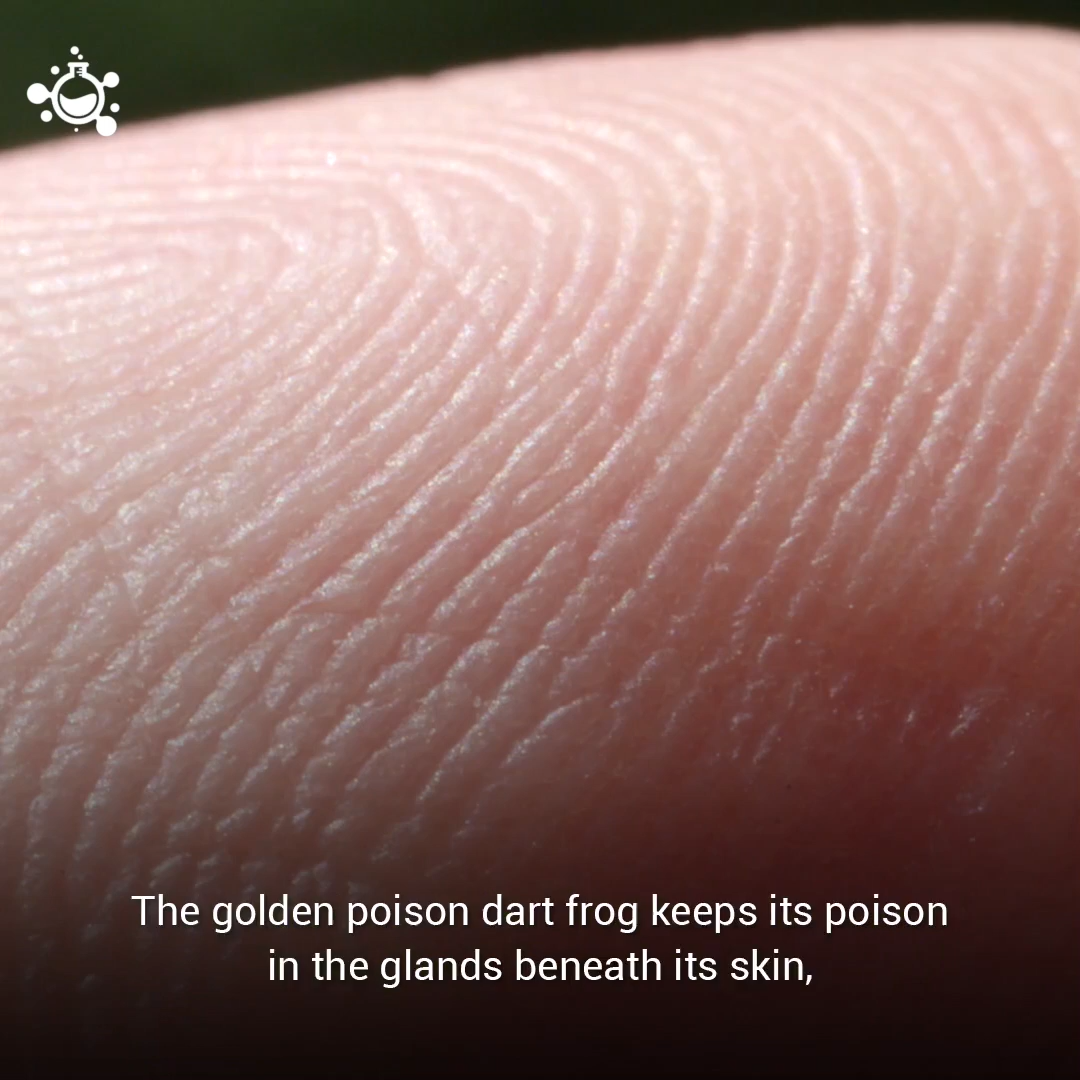 The golden poison dart frog keeps its poison
in the glands beneath its skin,